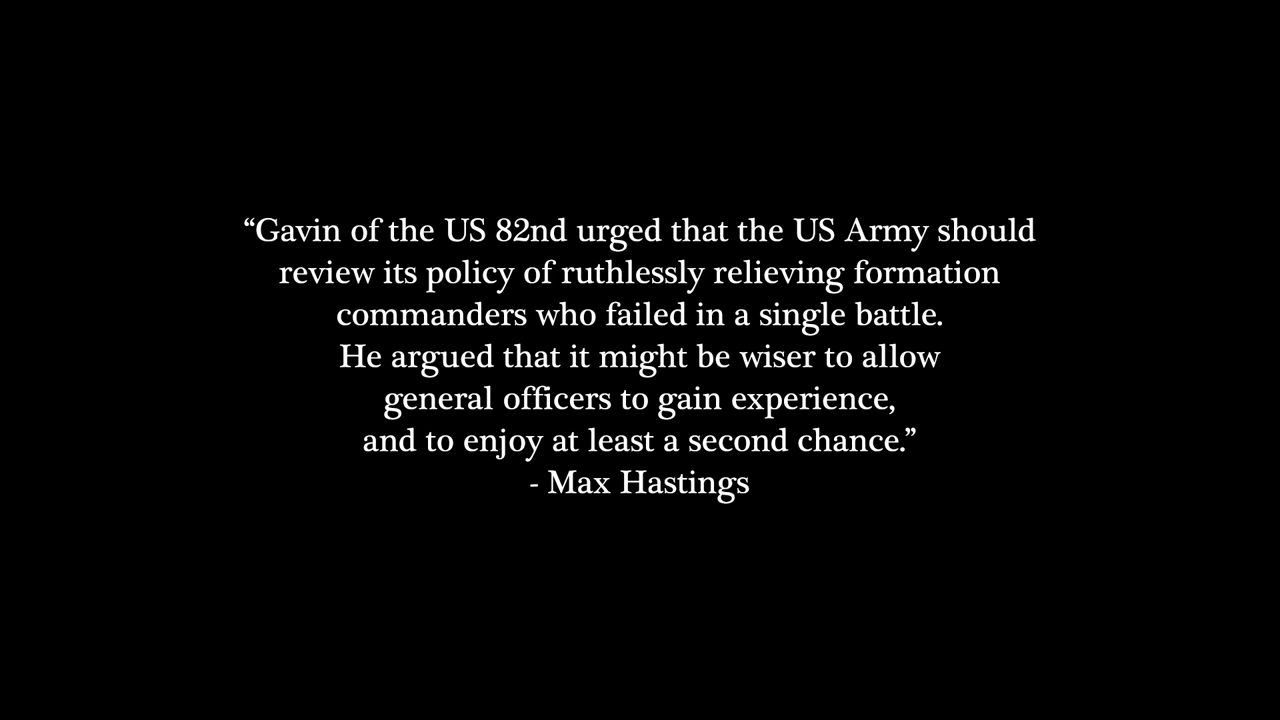 “Gavin of the US 82nd urged that the US Army should
review its policy of ruthlessly relieving formation
commanders who failed in a single battle.
He argued that it might be wiser to allow
general officers to gain experience,
and to enjoy at least a second chance.”
- Max Hastings